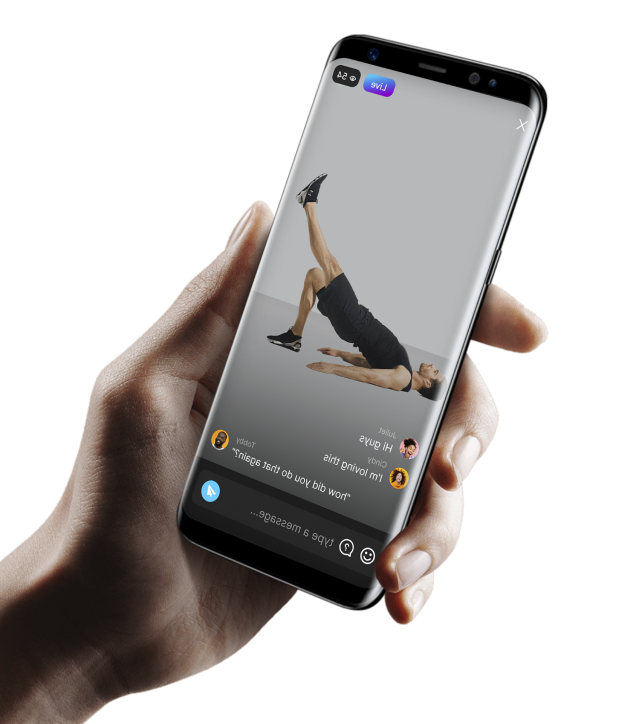 Live
54
Juliet
Hi guys
Cindy
I'm loving this
Tobby
"how did you do that again?"
type a message...